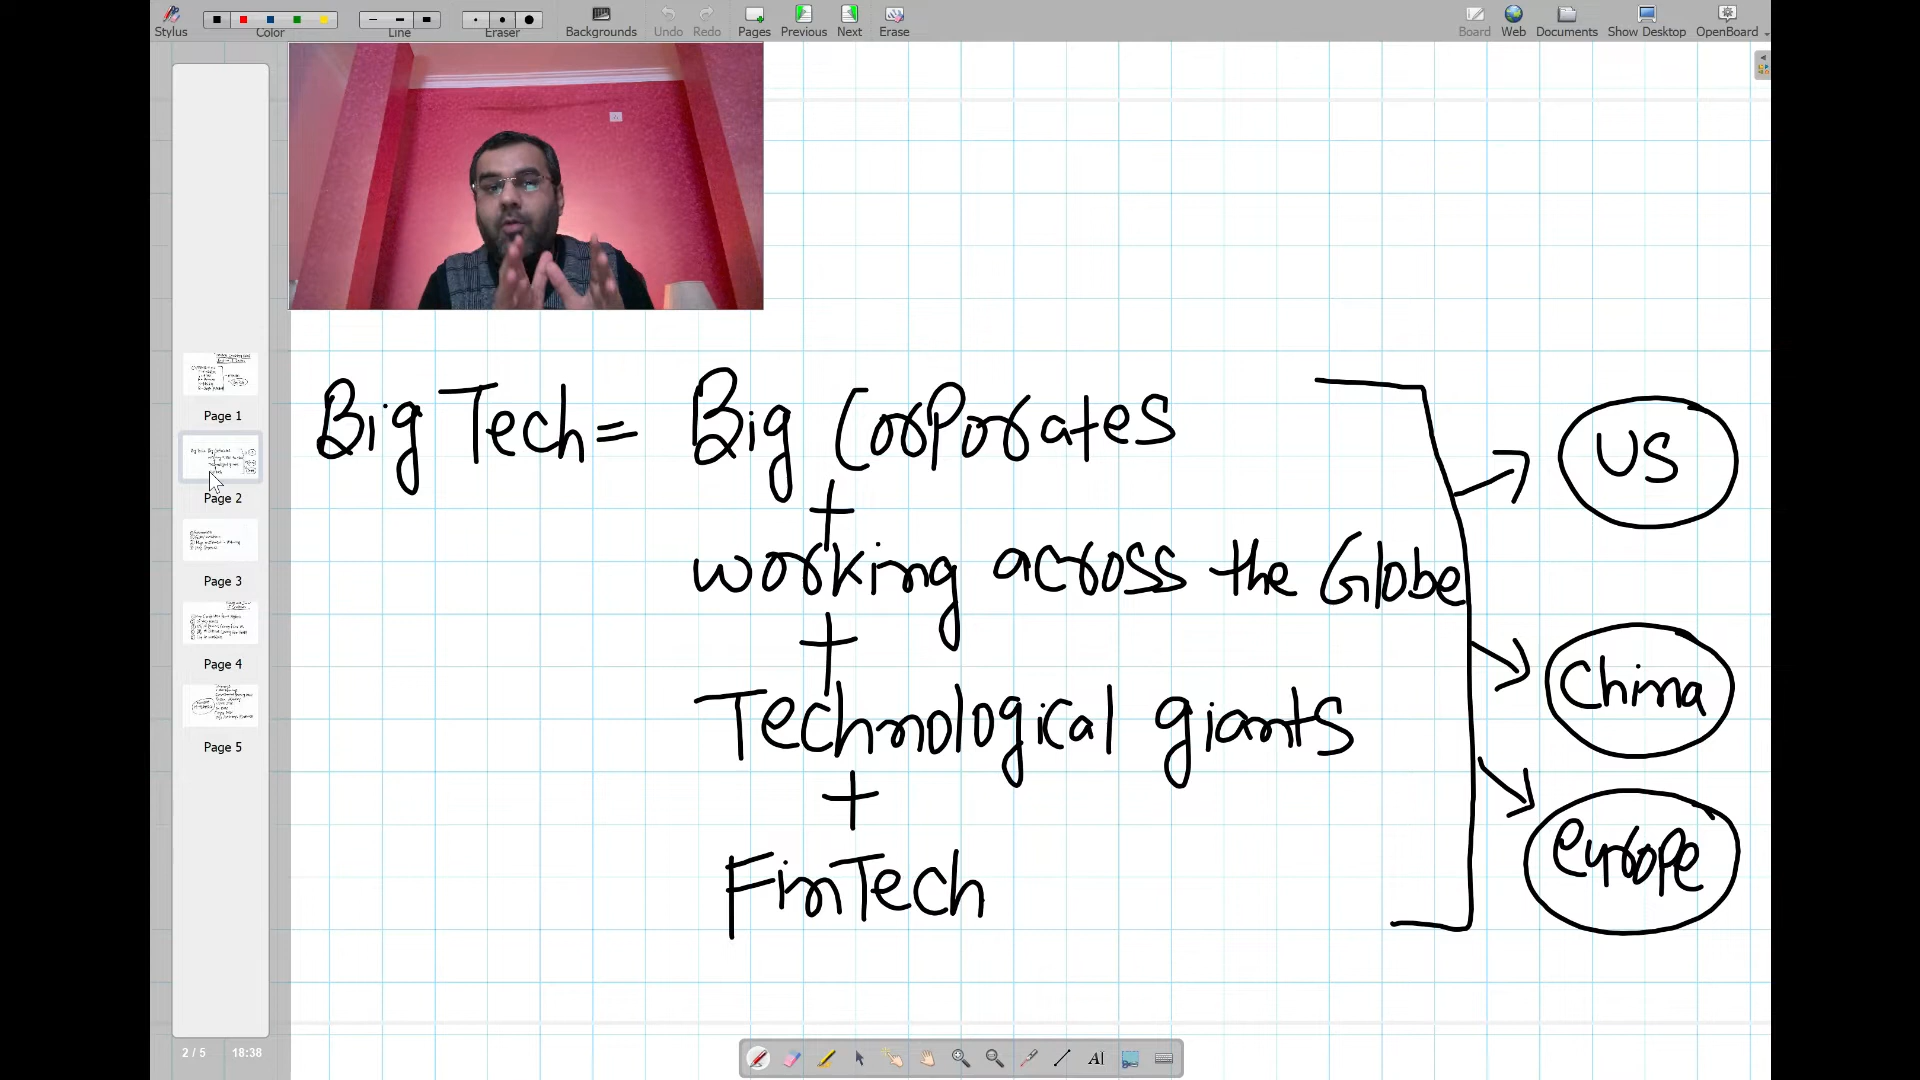 Stylus Color Line Eraser Backgrounds Undo Redo Pages Previous Next Erase Board Web Documents Show Desktop OpenBoard
Big Tech = Big Corporates
+
working across the Globe
+
Technological giants
+
FinTech
US
China
Europe
Page 1
Page 2
Page 3
Page 4
Page 5
2 / 5 18:38
AI